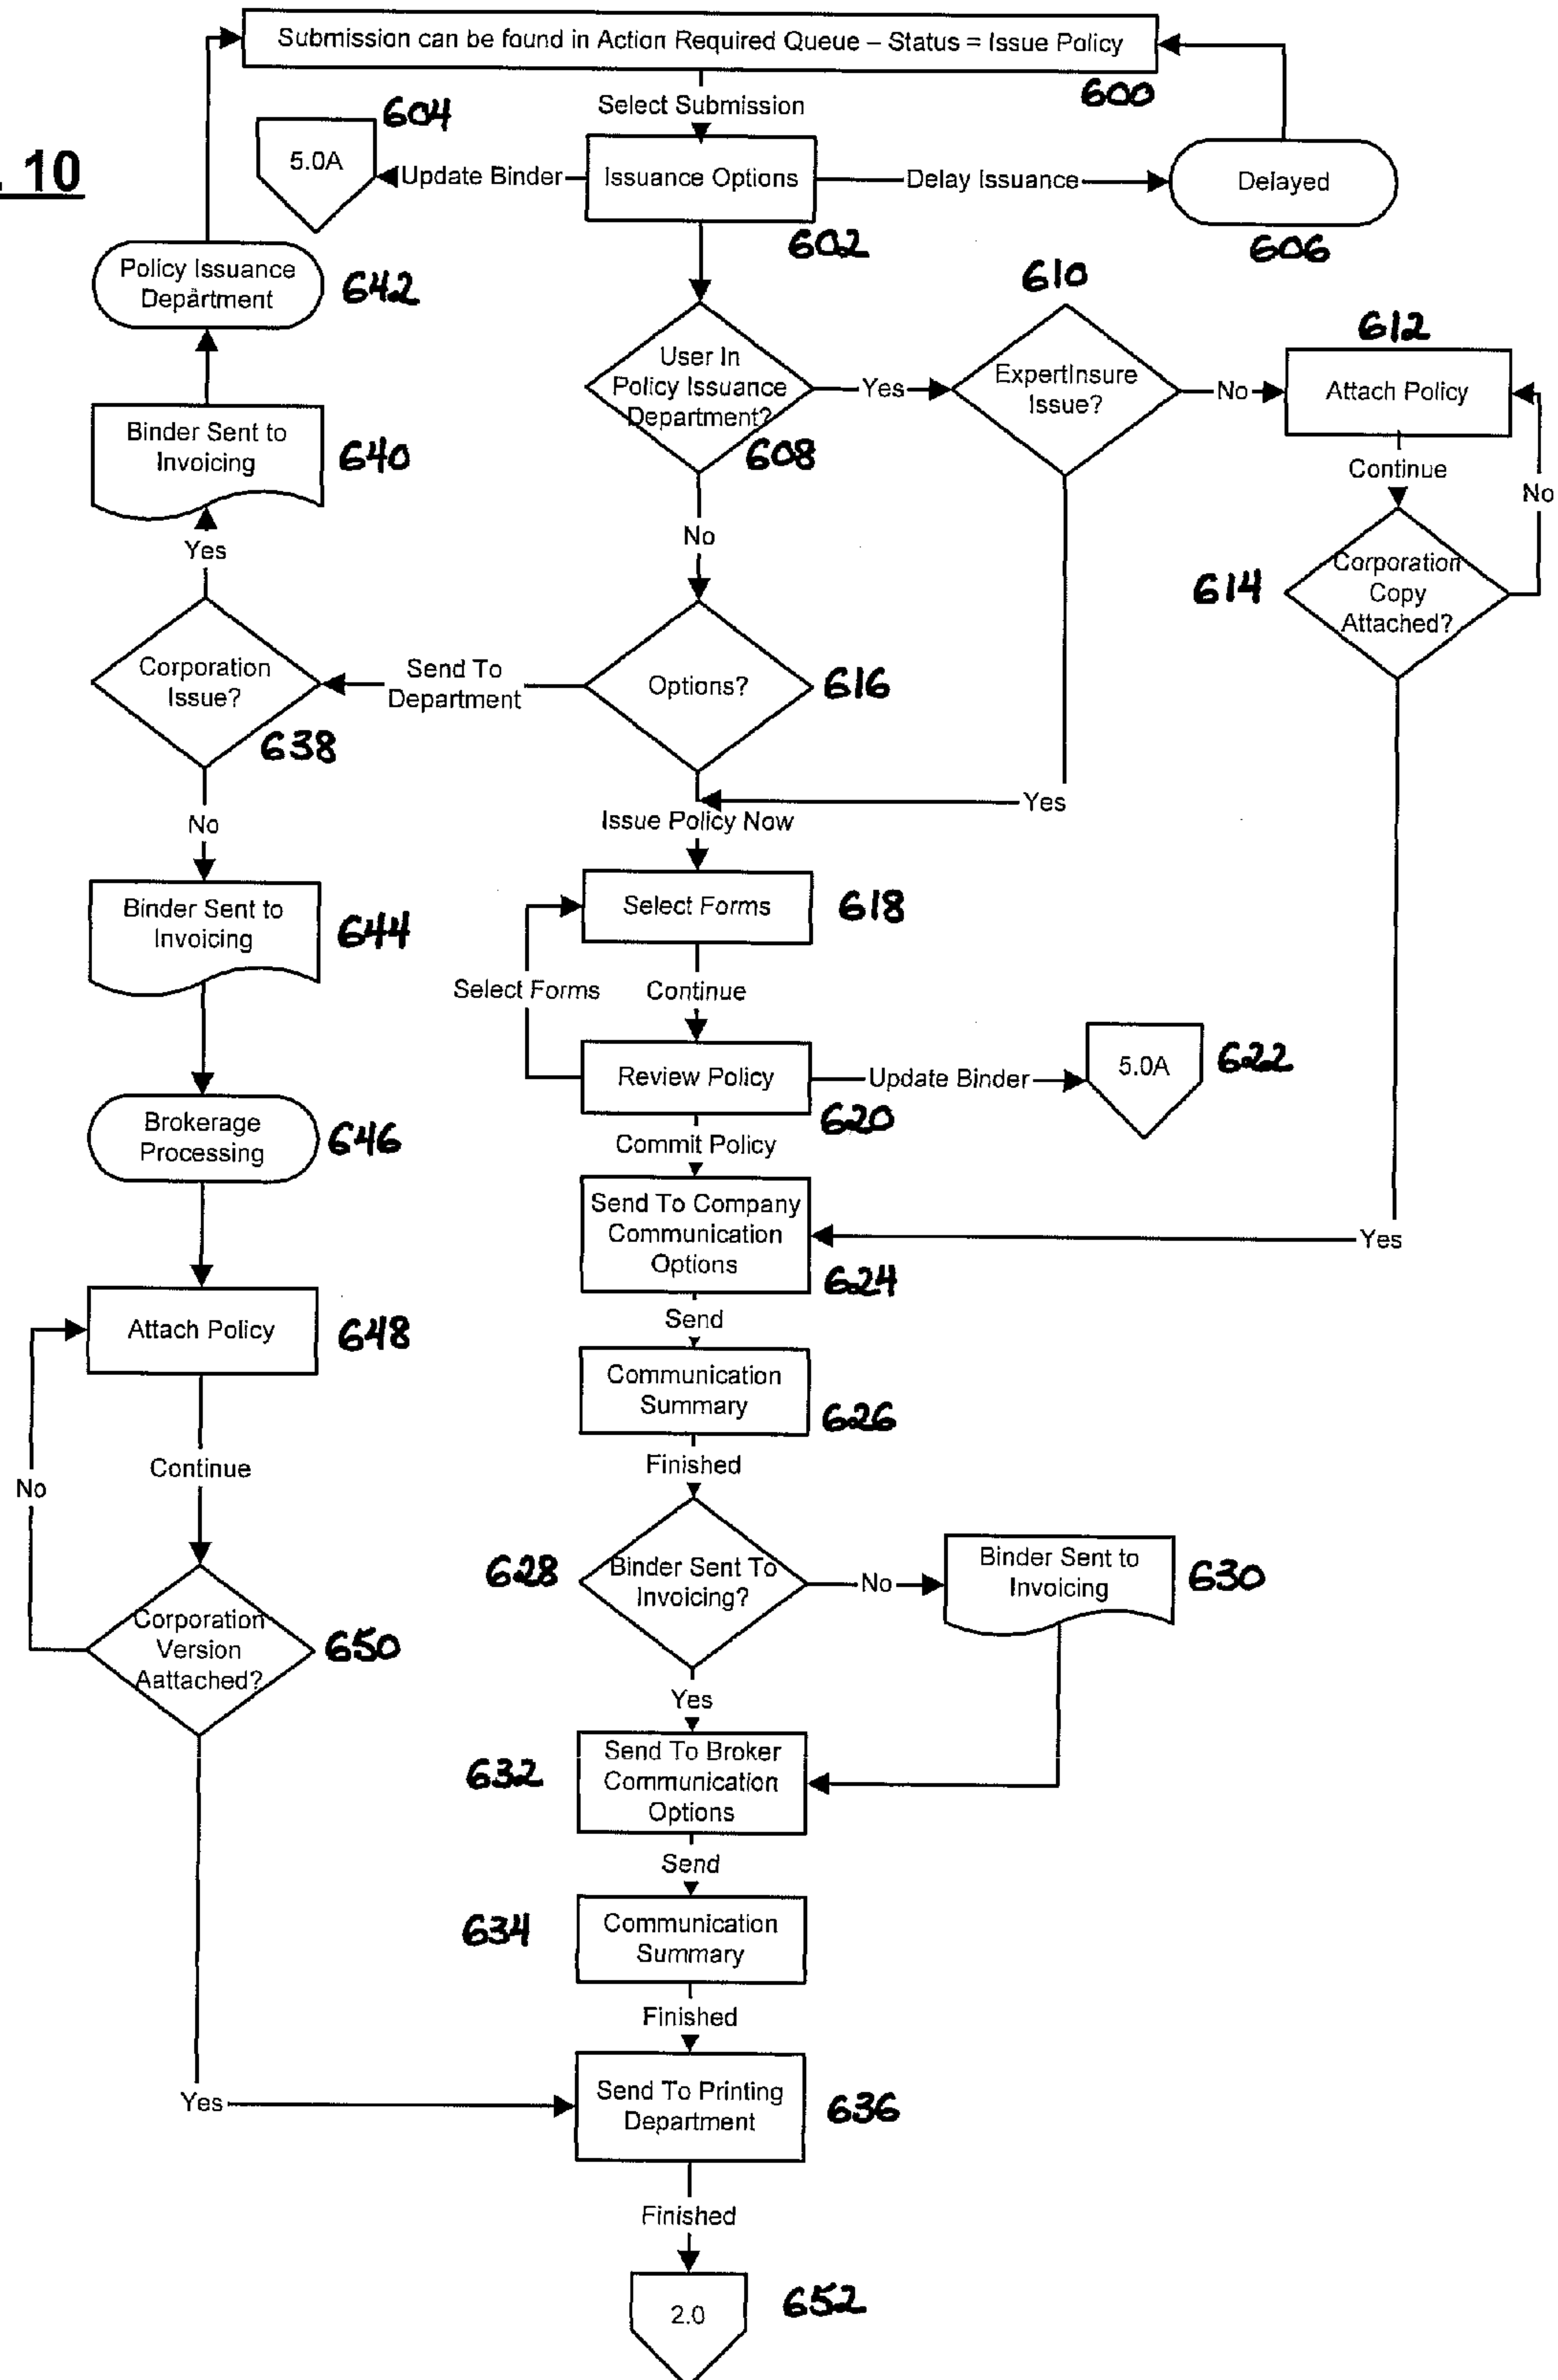 Submission can be found in Action Required Queue – Status = Issue Policy
600
Select Submission
604
. 10
5.0A
Update Binder
Issuance Options
Delay Issuance
Delayed
602
606
Policy Issuance
Department
642
610
612
User In
Policy Issuance
Department?
608
Yes
ExpertInsure
Issue?
No
Attach Policy
Binder Sent to
Invoicing
640
Continue
No
Yes
No
614
Corporation
Copy
Attached?
Corporation
Issue?
638
Send To
Department
Options?
616
Yes
No
Issue Policy Now
Binder Sent to
Invoicing
644
Select Forms
618
Select Forms
Continue
Review Policy
620
Update Binder
5.0A
622
Brokerage
Processing
646
Commit Policy
Send To Company
Communication
Options
624
Yes
Send
Attach Policy
648
Communication
Summary
626
Continue
No
Finished
628
Binder Sent To
Invoicing?
No
Binder Sent to
Invoicing
630
Corporation
Version
Aattached?
650
Yes
632
Send To Broker
Communication
Options
Send
634
Communication
Summary
Finished
Yes
Send To Printing
Department
636
Finished
2.0
652